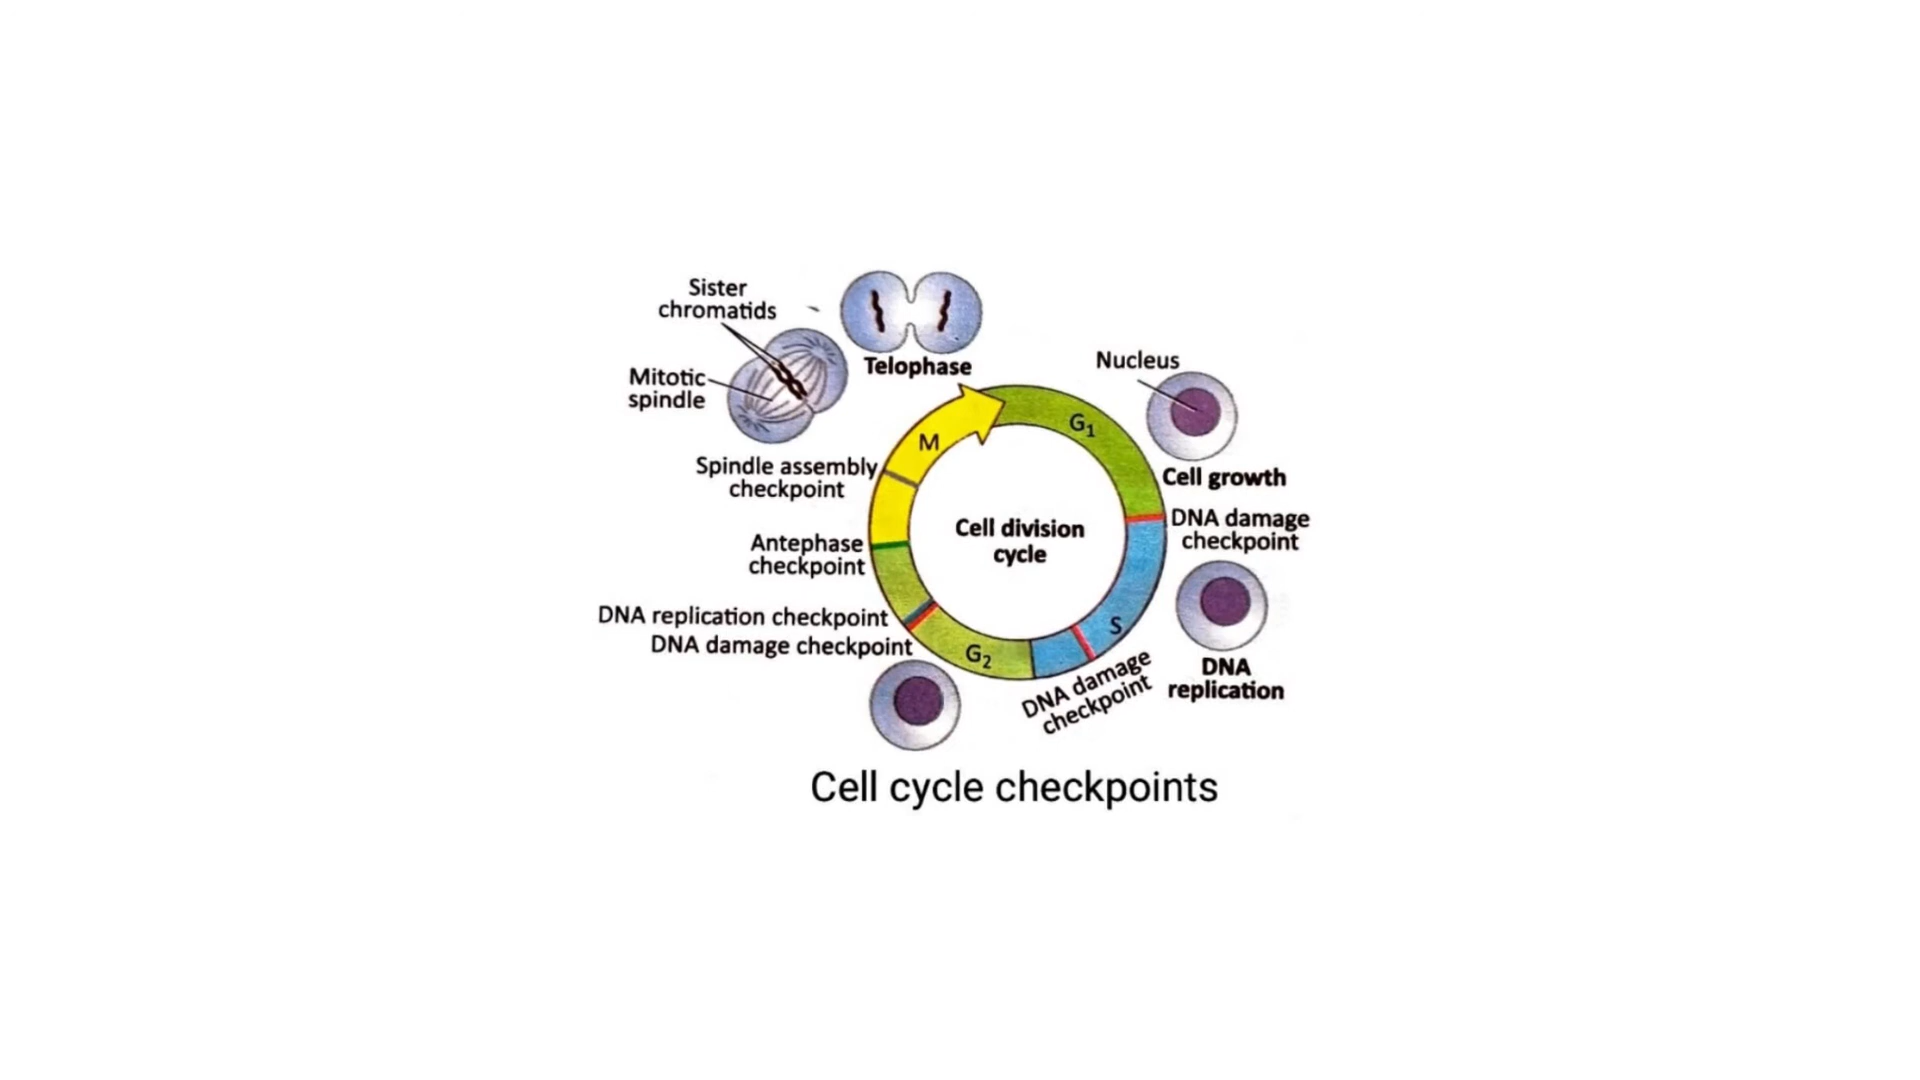 Sister
chromatids
Mitotic
spindle
Telophase
Nucleus
Cell growth
M
G₁
Spindle assembly
checkpoint
DNA damage
checkpoint
Cell division
cycle
Antephase
checkpoint
DNA replication checkpoint
DNA damage checkpoint
G₂
S
DNA damage
checkpoint
DNA
replication
Cell cycle checkpoints